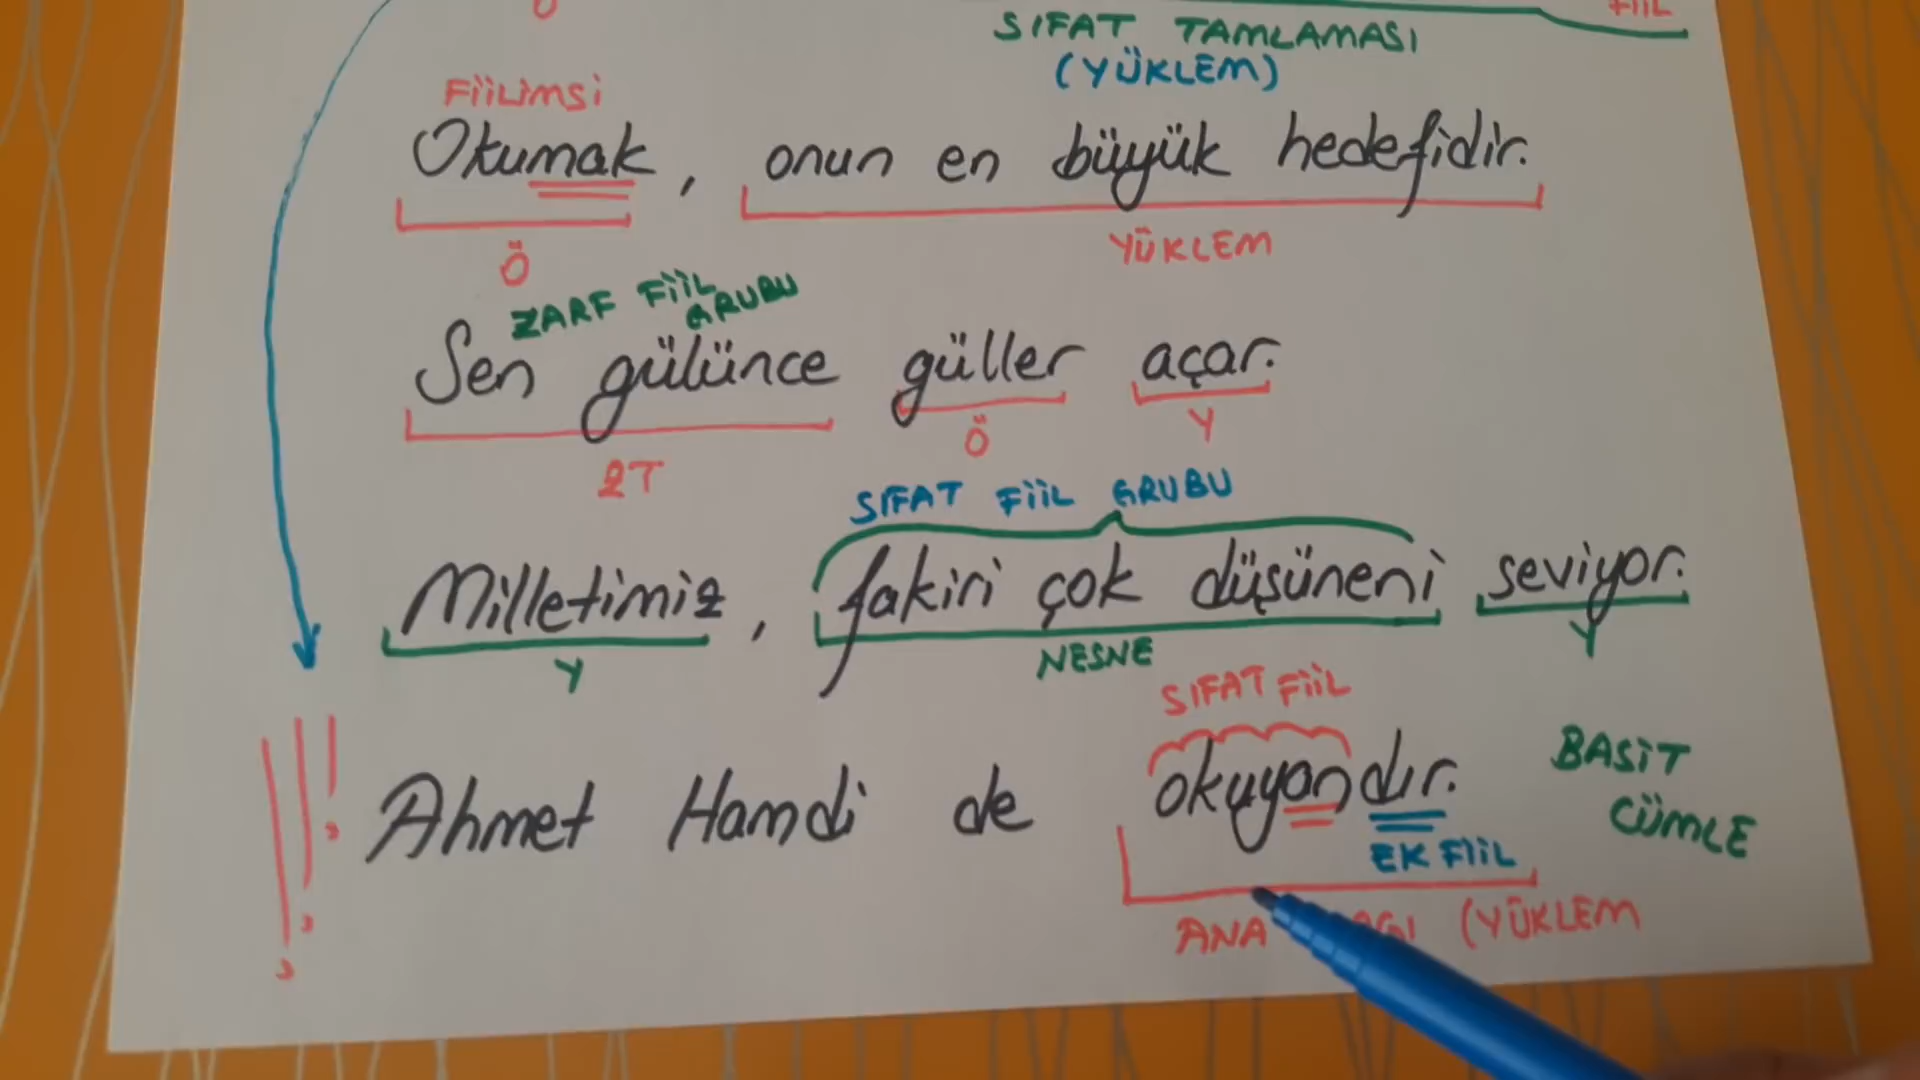 Ö
FİİL
SIFAT TAMLAMASI
(YÜKLEM)
FİİLİMSİ
Okumak, onun en büyük hedefidir.
Ö YÜKLEM
ZARF FİİL GRUBU
Sen gülünce güller açar.
ZT Ö Y
SIFAT FİİL GRUBU
Milletimiz, fakiri çok düşüneni seviyor.
Y NESNE Y
SIFAT FİİL
Ahmet Hamdi de okuyandır. BASİT CÜMLE
EK FİİL
ANA (YÜKLEM